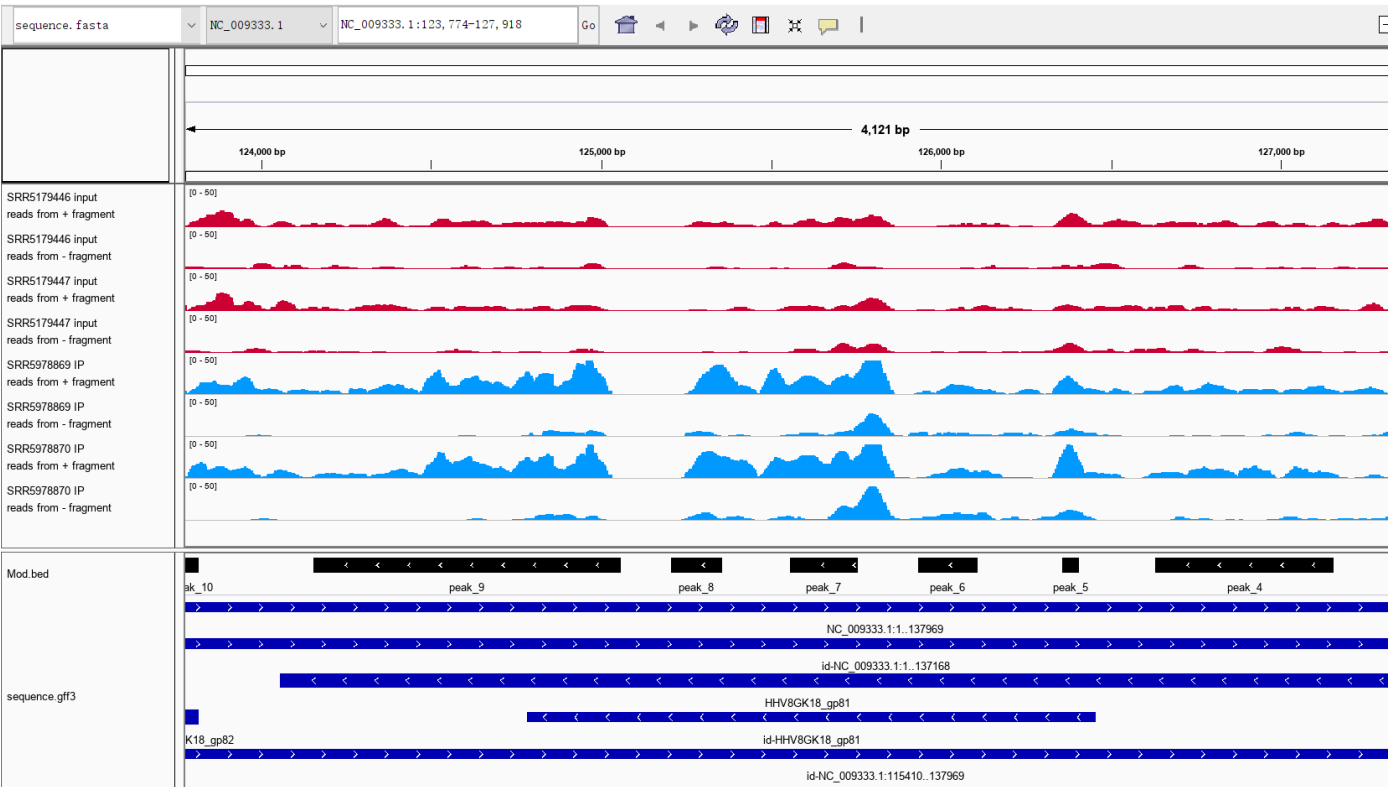 sequence.fasta NC_009333.1 NC_009333.1:123,774-127,918 Go
4,121 bp
124,000 bp 125,000 bp 126,000 bp 127,000 bp
SRR5179446 input
reads from + fragment
[0 - 50]
SRR5179446 input
reads from - fragment
[0 - 50]
SRR5179447 input
reads from + fragment
[0 - 50]
SRR5179447 input
reads from - fragment
[0 - 50]
SRR5978869 IP
reads from + fragment
[0 - 50]
SRR5978869 IP
reads from - fragment
[0 - 50]
SRR5978870 IP
reads from + fragment
[0 - 50]
SRR5978870 IP
reads from - fragment
[0 - 50]
Mod.bed
ak_10 peak_9 peak_8 peak_7 peak_6 peak_5 peak_4
NC_009333.1:1..137969
id-NC_009333.1:1..137168
sequence.gff3
HHV8GK18_gp81
K18_gp82 id-HHV8GK18_gp81
id-NC_009333.1:115410..137969